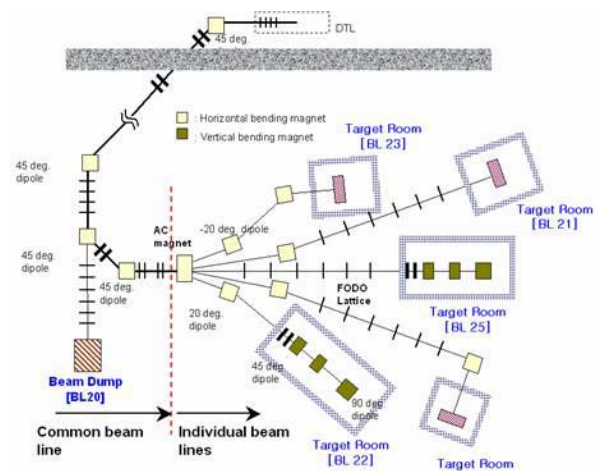 DTL
45 deg.
: Horizontal bending magnet
: Vertical bending magnet
Target Room
[BL 23]
Target Room
[BL 21]
45 deg.
dipole
AC
magnet
-20 deg. dipole
45 deg.
dipole
45 deg.
dipole
FODO
Lattice
Target Room
[BL 25]
20 deg.
dipole
45 deg
dipole
90 deg
dipole
Beam Dump
[BL20]
Common beam
line
Individual beam
lines
Target Room
[BL 22]
Target Room